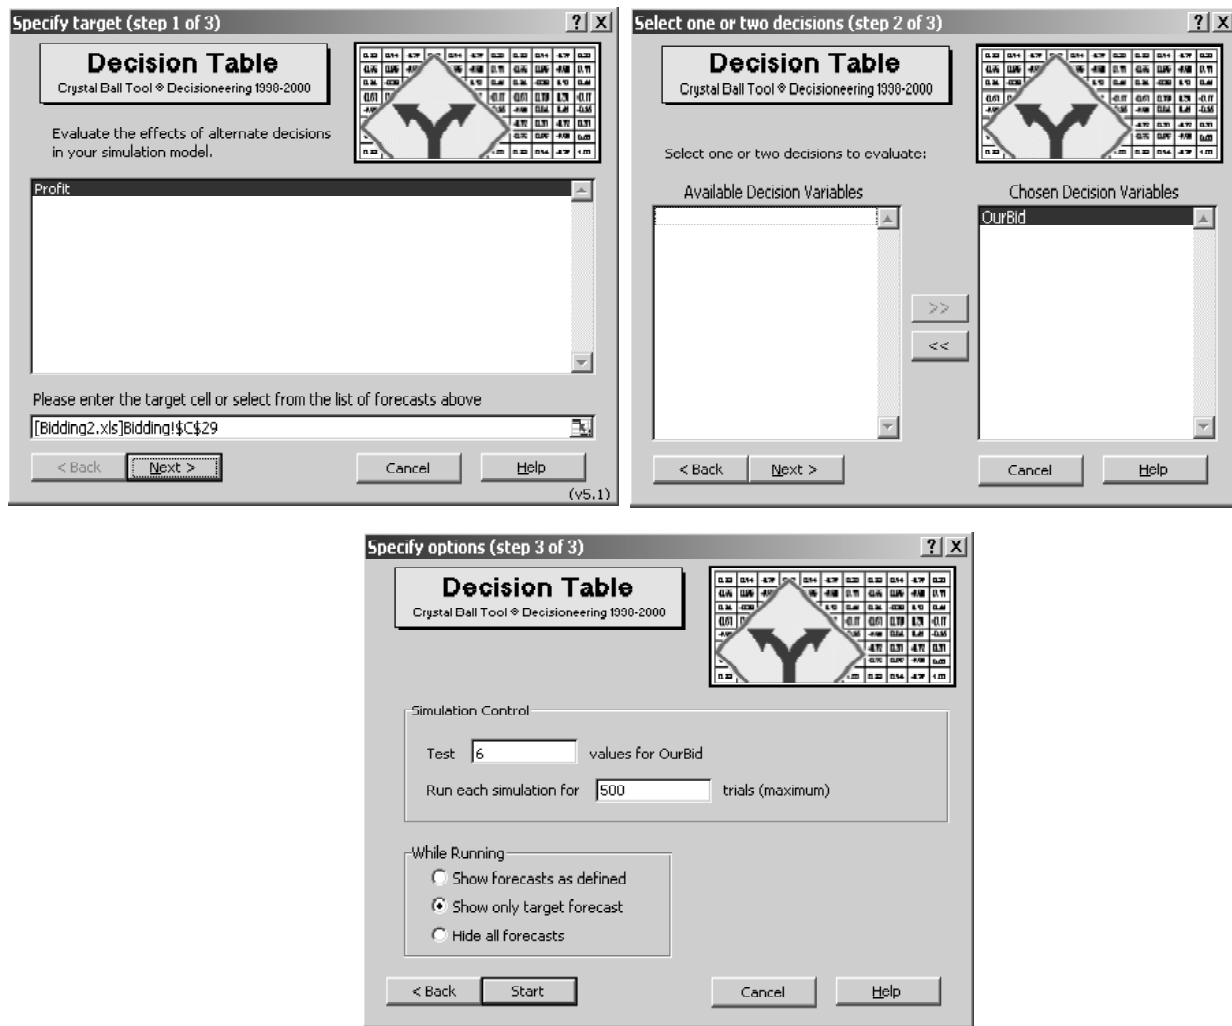 Specify target (step 1 of 3)
Decision Table
Crystal Ball Tool ® Decisioneering 1998-2000
Evaluate the effects of alternate decisions
in your simulation model.
Profit
Please enter the target cell or select from the list of forecasts above
[Bidding2.xls]Bidding!$C$29
< Back
Next >
Cancel
Help
(v5.1)
Select one or two decisions (step 2 of 3)
Decision Table
Crystal Ball Tool ® Decisioneering 1998-2000
Select one or two decisions to evaluate:
Available Decision Variables
Chosen Decision Variables
OurBid
>>
<<
< Back
Next >
Cancel
Help
Specify options (step 3 of 3)
Decision Table
Crystal Ball Tool ® Decisioneering 1998-2000
Simulation Control
Test 6 values for OurBid
Run each simulation for 500 trials (maximum)
While Running
Show forecasts as defined
Show only target forecast
Hide all forecasts
< Back
Start
Cancel
Help